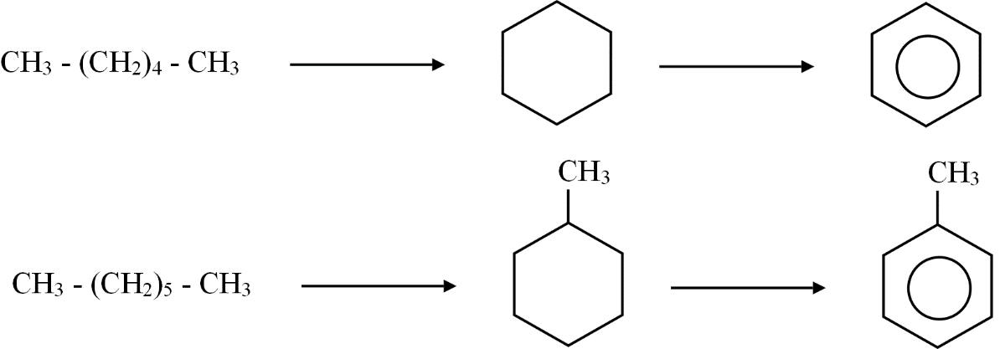 CH₃ - (CH₂)₄ - CH₃
CH₃ CH₃
CH₃ - (CH₂)₅ - CH₃